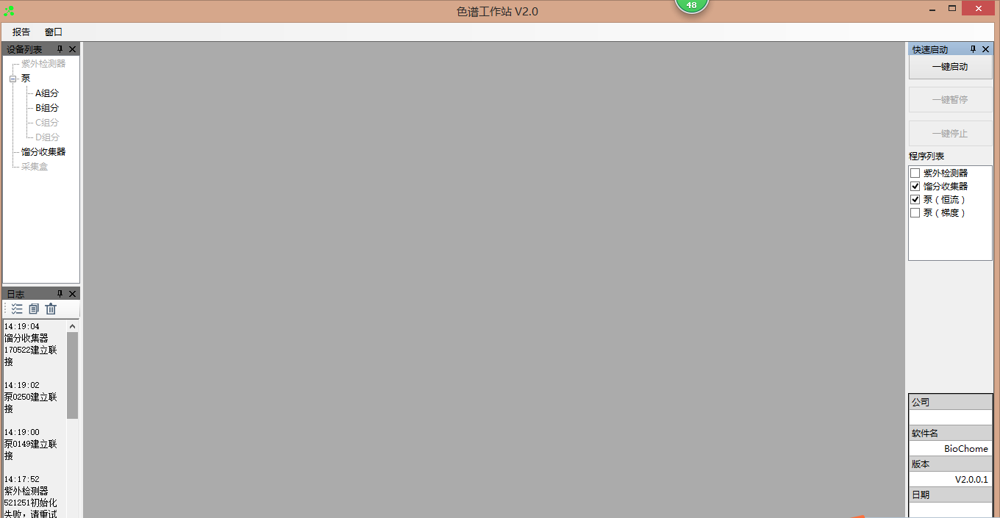 色谱工作站 V2.0
48
报告 窗口
设备列表
紫外检测器
泵
A组分
B组分
C组分
D组分
馏分收集器
采集盒
日志
14:19:04
馏分收集器
170522建立联
接
14:19:02
泵0250建立联
接
14:19:00
泵0149建立联
接
14:17:52
紫外检测器
521251初始化
失败，请重试
快速启动
一键启动
一键暂停
一键停止
程序列表
紫外检测器
馏分收集器
泵（恒流）
泵（梯度）
公司
软件名
BioChome
版本
V2.0.0.1
日期